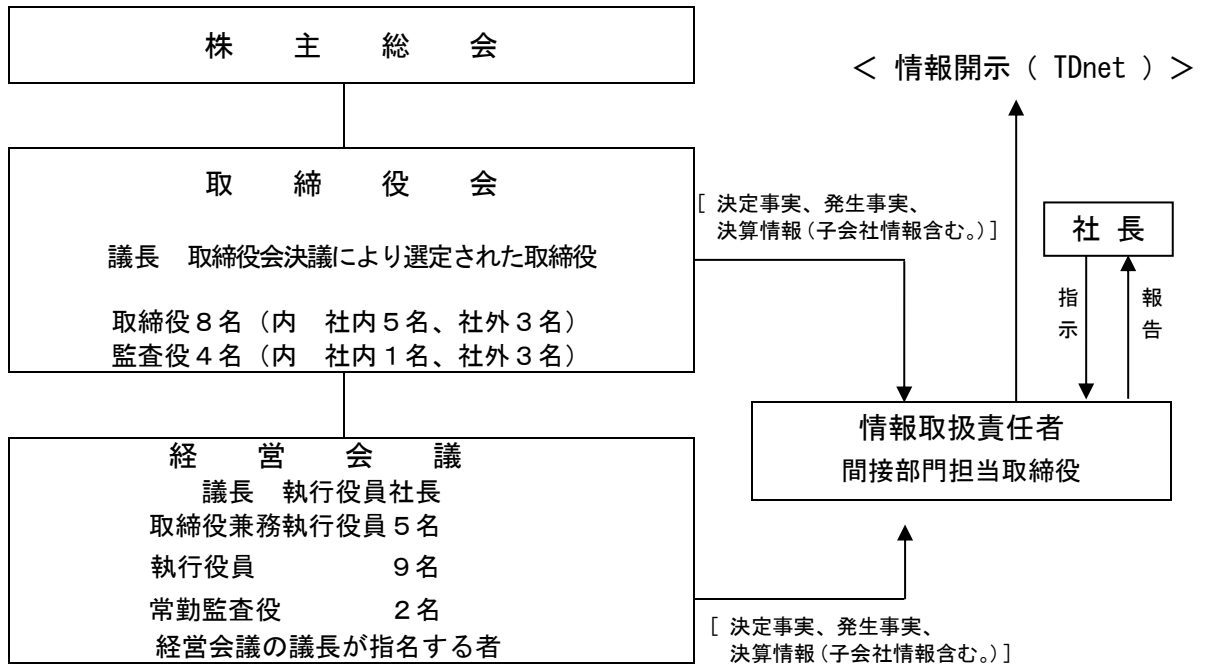 株主総会
取締役会
議長　取締役会決議により選定された取締役
取締役８名（内　社内５名、社外３名）
監査役４名（内　社内１名、社外３名）
経営会議
議長　執行役員社長
取締役兼務執行役員５名
執行役員　９名
常勤監査役　２名
経営会議の議長が指名する者
＜ 情報開示（ TDnet ）＞
[ 決定事実、発生事実、
決算情報(子会社情報含む。)]
社長
指示
報告
情報取扱責任者
間接部門担当取締役
[ 決定事実、発生事実、
決算情報(子会社情報含む。)]